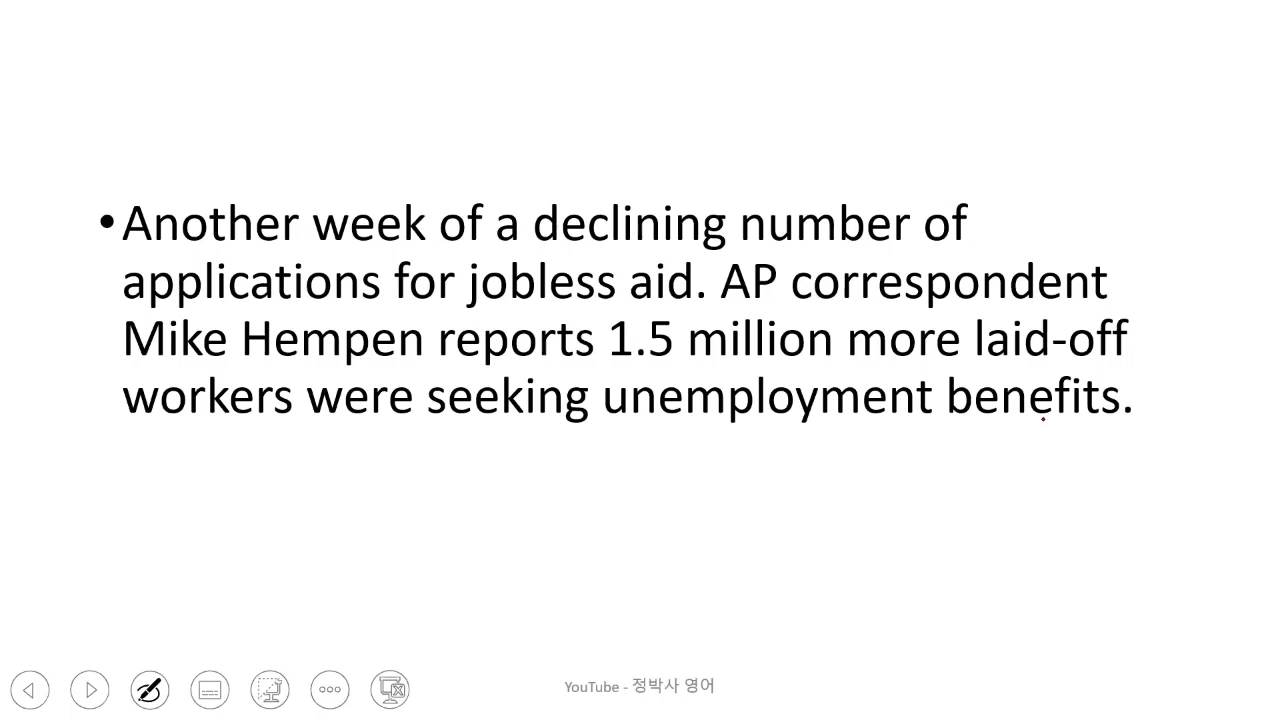 •Another week of a declining number of
applications for jobless aid. AP correspondent
Mike Hempen reports 1.5 million more laid-off
workers were seeking unemployment benefits.
YouTube - 정박사 영어